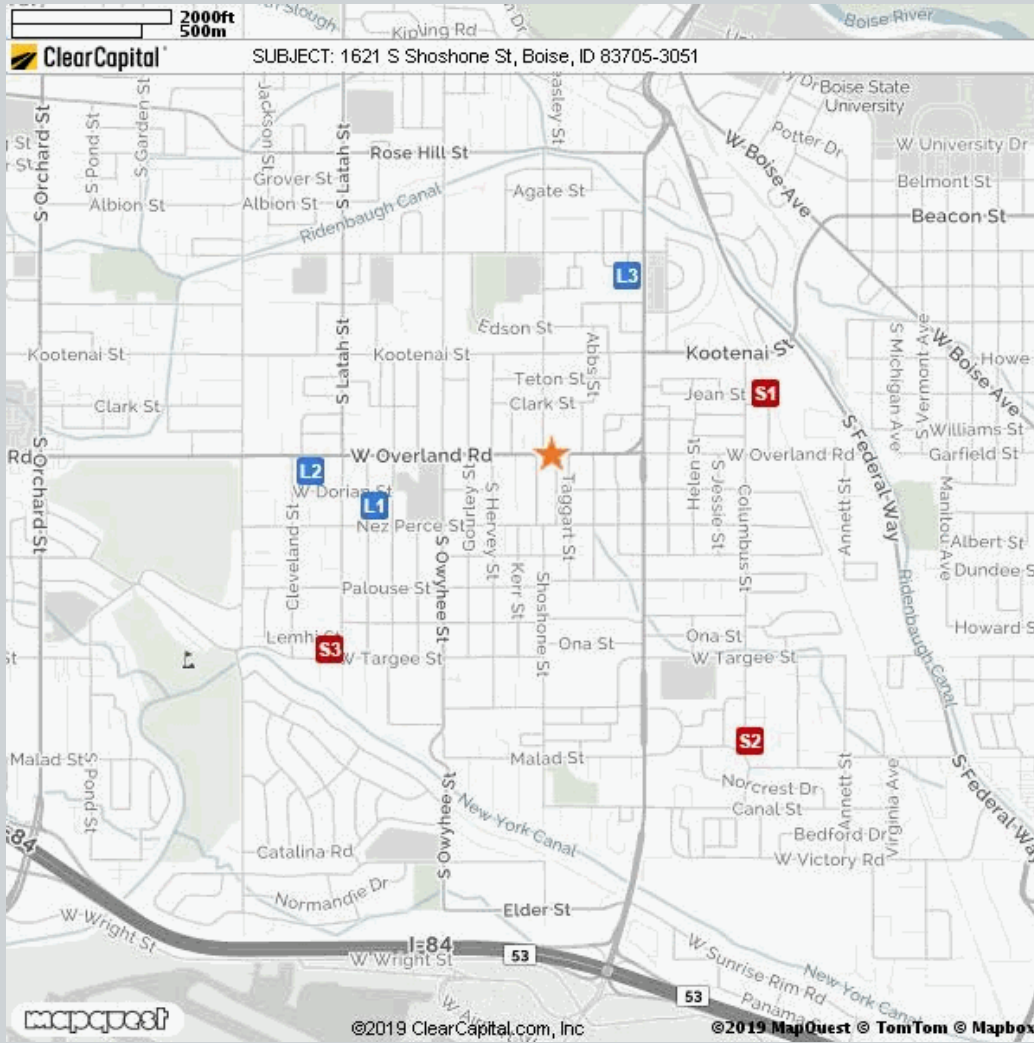 2000ft
500m
Slough
Kipling Rd
Boise River
ClearCapital
SUBJECT: 1621 S Shoshone St, Boise, ID 83705-3051
Boise State
University
S Orchard St
S Pond St
S Garden St
Jackson St
S Latah St
Rose Hill St
Potter Dr
W Boise Ave
W University Dr
Grover St
Albion St
Albion St
Agate St
Belmont St
Beacon St
Ridenbaugh Canal
L3
Edson St
Kootenai St
Kootenai St
Kootenai St
S Latah St
Abbs St
Teton St
Clark St
Clark St
Jean St
S1
S Michigan Ave
S Vermont Ave
W Boise Ave
Howe
Williams St
Garfield St
S Orchard St
Rd
W Overland Rd
W Overland Rd
L2
W Dorian St
L1
Nez Perce St
Gourley St
S Hervey St
Taggart St
S Helen St
S Jessie St
Columbus St
Annett St
S Federal Way
Manitou Ave
Albert St
Dundee S
Cleveland St
S Owyhee St
Palouse St
Kerr St
Shoshone St
Ridenbaugh Canal
Howard S
Lemhi St
S3
W Targee St
Ona St
Ona St
W Targee St
S2
Malad St
Malad St
S Pond St
S Owyhee St
New York Canal
Norcrest Dr
Canal St
Annett St
Virginia Ave
S Federal Way
Bedford Dr
W Victory Rd
Catalina Rd
Normandie Dr
Elder St
I-84
W Wright St
I-84
W Wright St
53
53
W Sunrise Rim Rd
New York Canal
Panama
mapquest
©2019 ClearCapital.com, Inc
©2019 MapQuest © TomTom © Mapbox